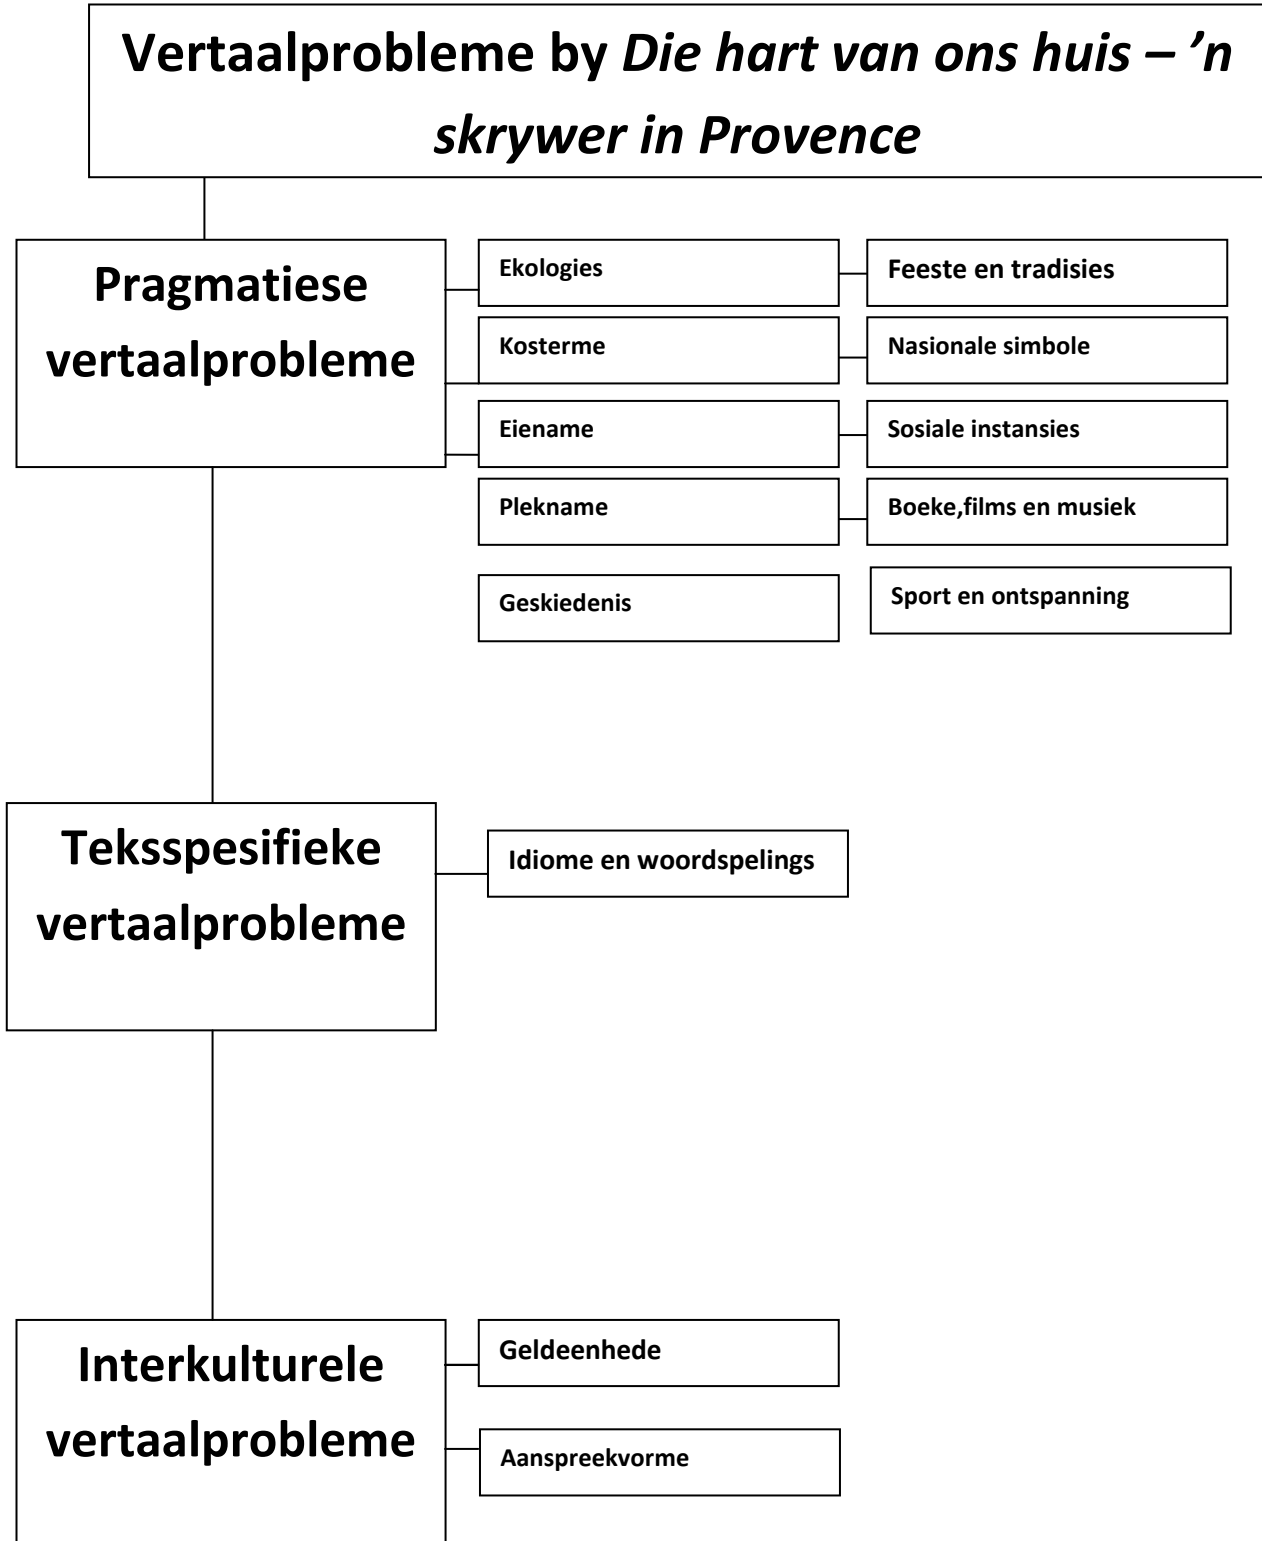 Vertaalprobleme by Die hart van ons huis – ’n
skrywer in Provence
Pragmatiese
vertaalprobleme
Ekologies
Feeste en tradisies
Kosterme
Nasionale simbole
Eiename
Sosiale instansies
Plekname
Boeke,films en musiek
Geskiedenis
Sport en ontspanning
Teksspesifieke
vertaalprobleme
Idiome en woordspelings
Interkulturele
vertaalprobleme
Geldeenhede
Aanspreekvorme